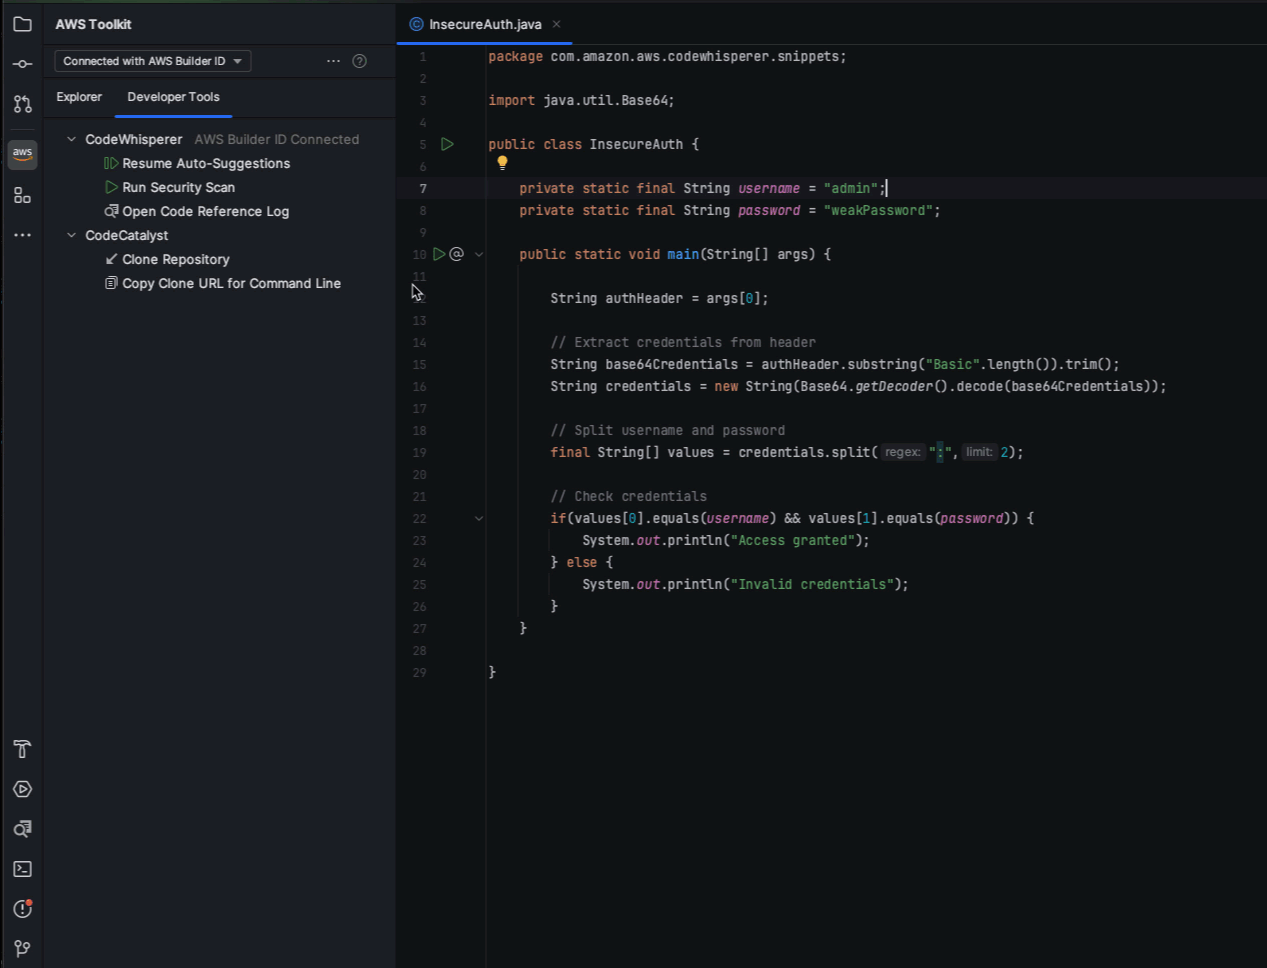 AWS Toolkit
Connected with AWS Builder ID
Explorer Developer Tools
CodeWhisperer AWS Builder ID Connected
Resume Auto-Suggestions
Run Security Scan
Open Code Reference Log
CodeCatalyst
Clone Repository
Copy Clone URL for Command Line
aws
InsecureAuth.java
1 package com.amazon.aws.codewhisperer.snippets;
2
3 import java.util.Base64;
4
5 public class InsecureAuth {
6
7 private static final String username = "admin";
8 private static final String password = "weakPassword";
9
10 public static void main(String[] args) {
11
12 String authHeader = args[0];
13
14 // Extract credentials from header
15 String base64Credentials = authHeader.substring("Basic".length()).trim();
16 String credentials = new String(Base64.getDecoder().decode(base64Credentials));
17
18 // Split username and password
19 final String[] values = credentials.split( regex: ":", limit: 2);
20
21 // Check credentials
22 if(values[0].equals(username) && values[1].equals(password)) {
23 System.out.println("Access granted");
24 } else {
25 System.out.println("Invalid credentials");
26 }
27 }
28
29 }